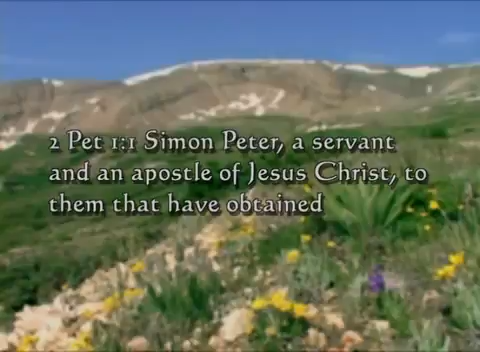 2 Pet 1:1 Simon Peter, a servant
and an apostle of Jesus Christ, to
them that have obtained